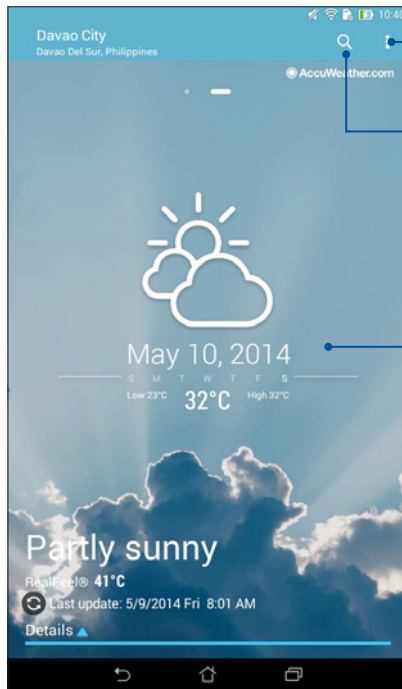 10:40
Davao City
Davao Del Sur, Philippines
AccuWeather.com
May 10, 2014
S M T W T F S
Low 23°C 32°C High 32°C
Partly sunny
RealFeel® 41°C
Last update: 5/9/2014 Fri 8:01 AM
Details